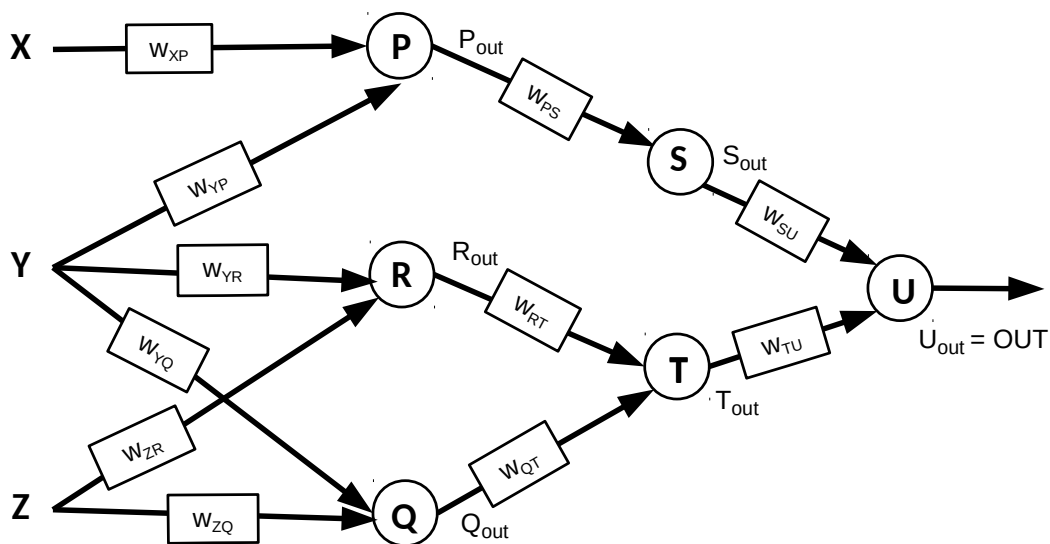 X
W_XP
P
P_out
W_PS
S
S_out
W_SU
W_YP
Y
W_YR
R
R_out
W_RT
U
U_out = OUT
W_YQ
T
T_out
W_TU
W_ZR
W_QT
Z
W_ZQ
Q
Q_out